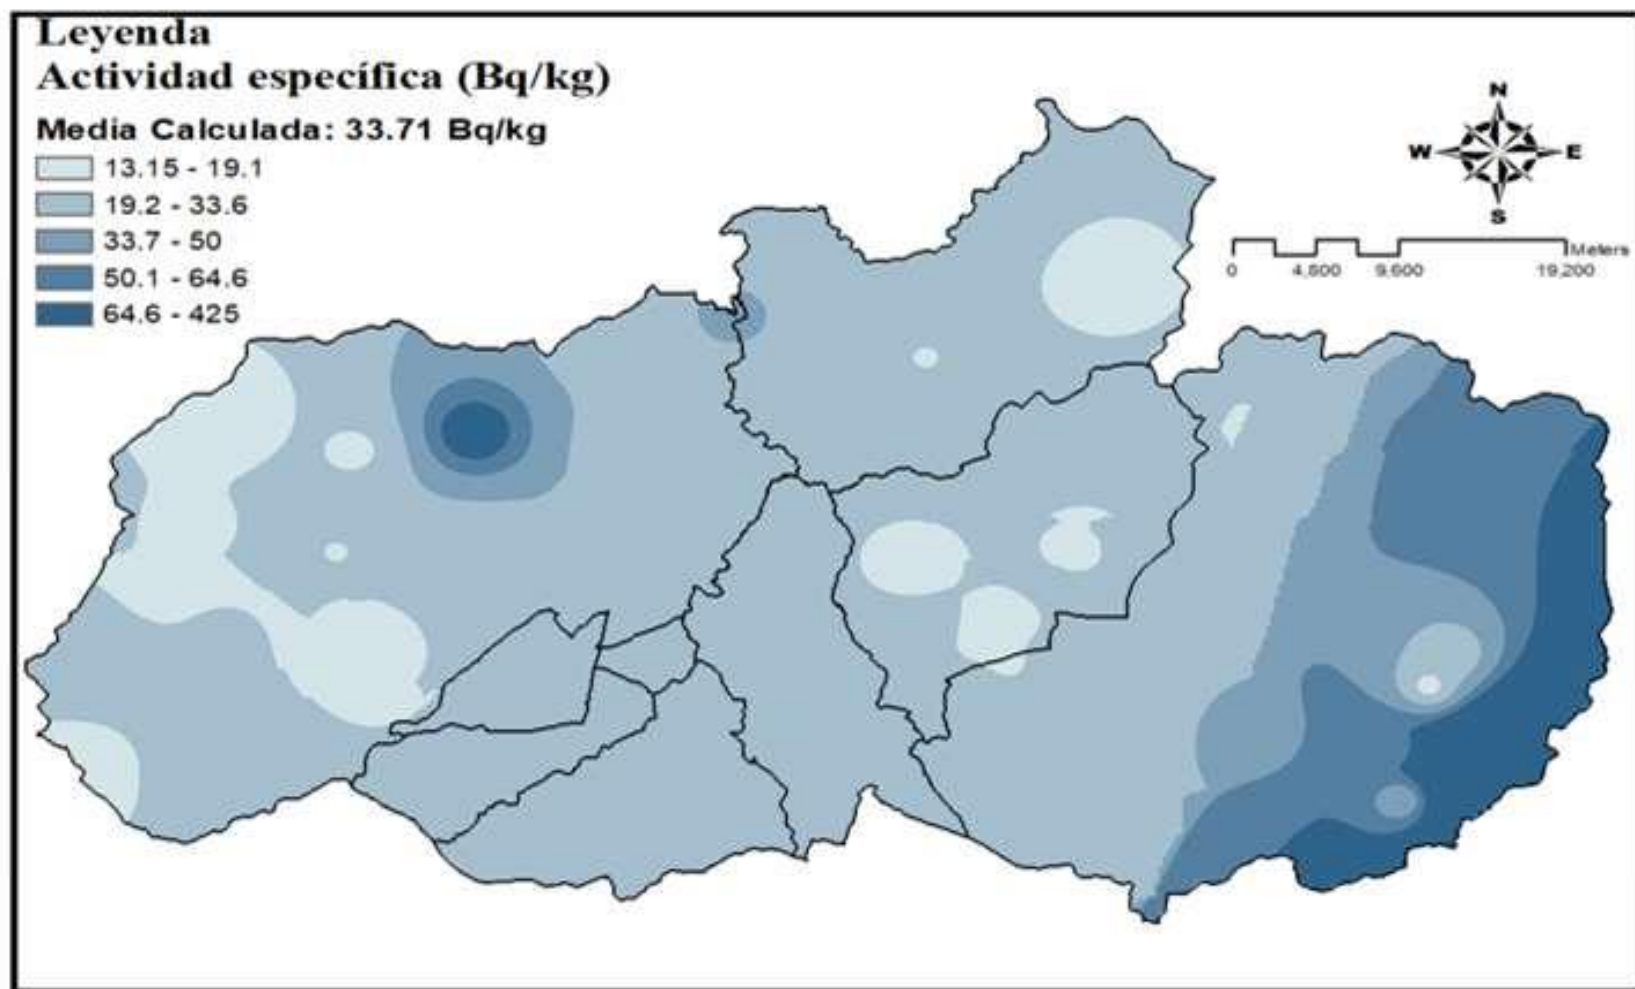 Leyenda
Actividad específica (Bq/kg)
Media Calculada: 33.71 Bq/kg
13.15 - 19.1
19.2 - 33.6
33.7 - 50
50.1 - 64.6
64.6 - 425
N
W E
S
Meters
0 4,800 9,600 19,200